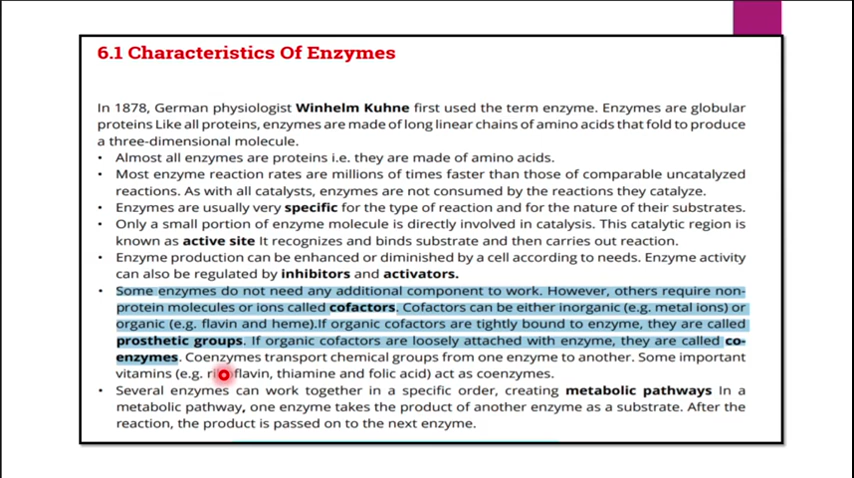 6.1 Characteristics Of Enzymes
In 1878, German physiologist Winhelm Kuhne first used the term enzyme. Enzymes are globular
proteins Like all proteins, enzymes are made of long linear chains of amino acids that fold to produce
a three-dimensional molecule.
• Almost all enzymes are proteins i.e. they are made of amino acids.
• Most enzyme reaction rates are millions of times faster than those of comparable uncatalyzed
reactions. As with all catalysts, enzymes are not consumed by the reactions they catalyze.
• Enzymes are usually very specific for the type of reaction and for the nature of their substrates.
• Only a small portion of enzyme molecule is directly involved in catalysis. This catalytic region is
known as active site It recognizes and binds substrate and then carries out reaction.
• Enzyme production can be enhanced or diminished by a cell according to needs. Enzyme activity
can also be regulated by inhibitors and activators.
• Some enzymes do not need any additional component to work. However, others require non-
protein molecules or ions called cofactors. Cofactors can be either inorganic (e.g. metal ions) or
organic (e.g. flavin and heme).If organic cofactors are tightly bound to enzyme, they are called
prosthetic groups. If organic cofactors are loosely attached with enzyme, they are called co-
enzymes. Coenzymes transport chemical groups from one enzyme to another. Some important
vitamins (e.g. flavin, thiamine and folic acid) act as coenzymes.
• Several enzymes can work together in a specific order, creating metabolic pathways In a
metabolic pathway, one enzyme takes the product of another enzyme as a substrate. After the
reaction, the product is passed on to the next enzyme.